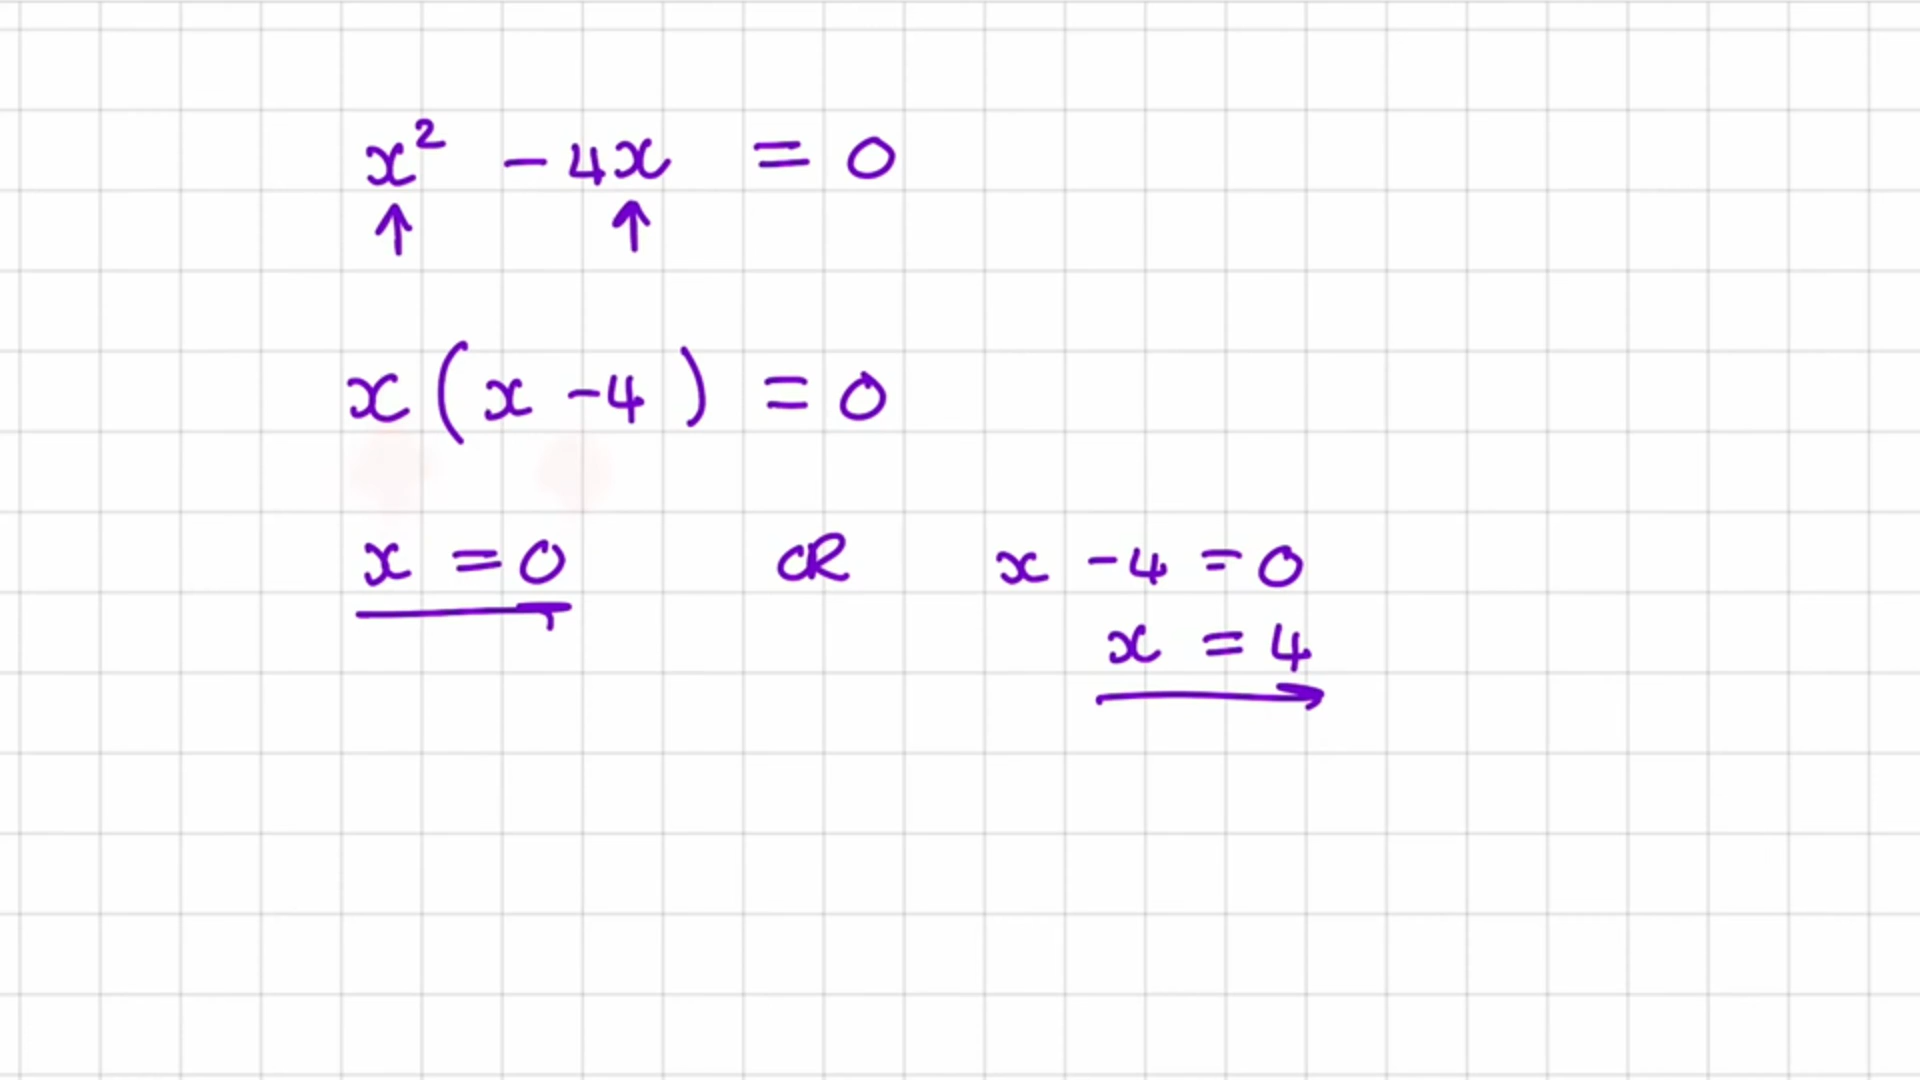 x² - 4x = 0
x(x - 4) = 0
x = 0 OR x - 4 = 0
x = 4